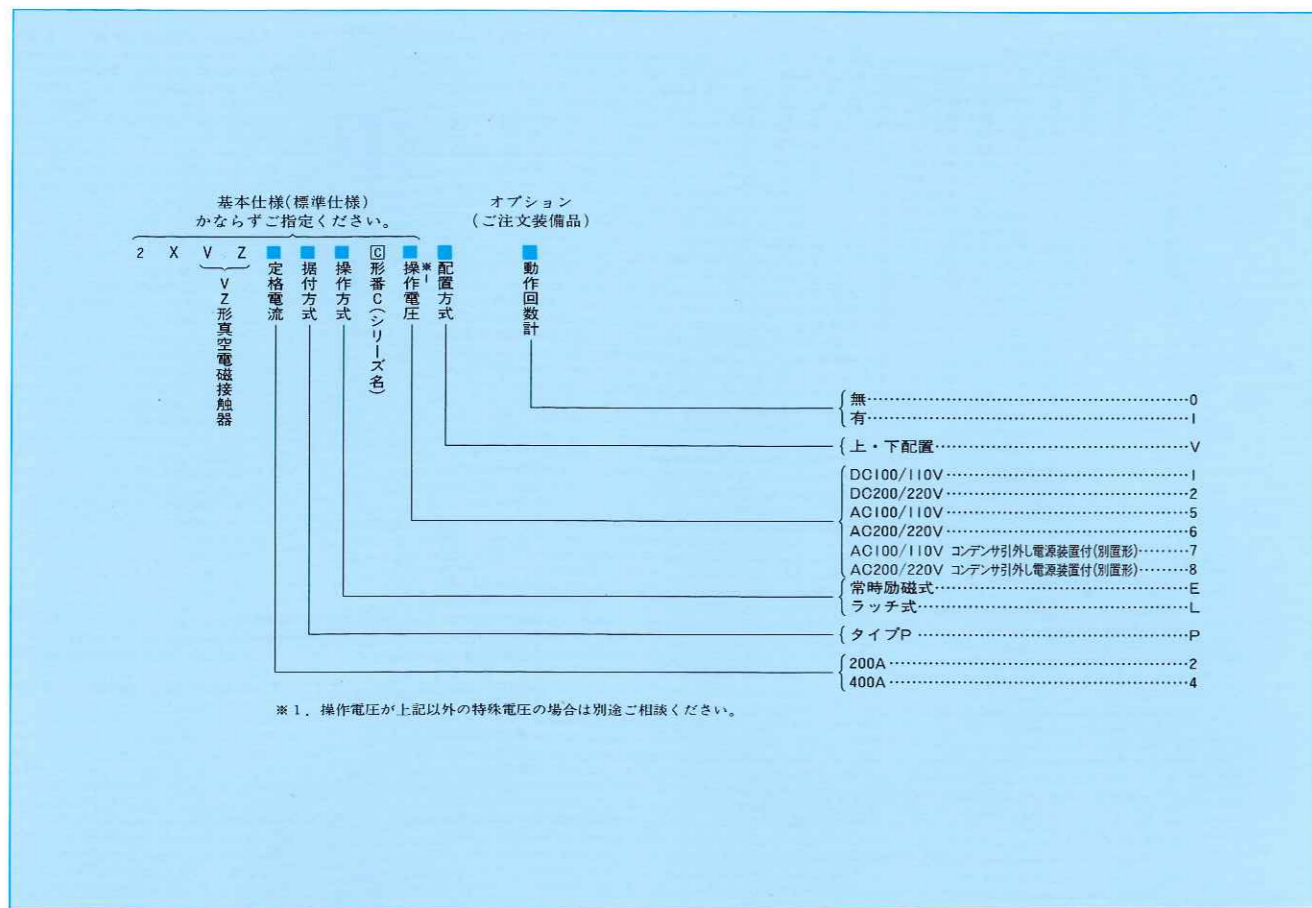 基本仕様(標準仕様)
かならずご指定ください。
オプション
(ご注文装備品)
2 X V Z ■ ■ ■ C ■ ■ ■
VZ形真空電磁接触器
定格電流
据付方式
操作方式
形番C(シリーズ名)
操作電圧
※1
配置方式
動作回数計
無……0
有……1
上・下配置……V
DC100/110V……1
DC200/220V……2
AC100/110V……5
AC200/220V……6
AC100/110V コンデンサ引外し電源装置付(別置形)……7
AC200/220V コンデンサ引外し電源装置付(別置形)……8
常時励磁式……E
ラッチ式……L
タイプP……P
200A……2
400A……4
※1. 操作電圧が上記以外の特殊電圧の場合は別途ご相談ください。